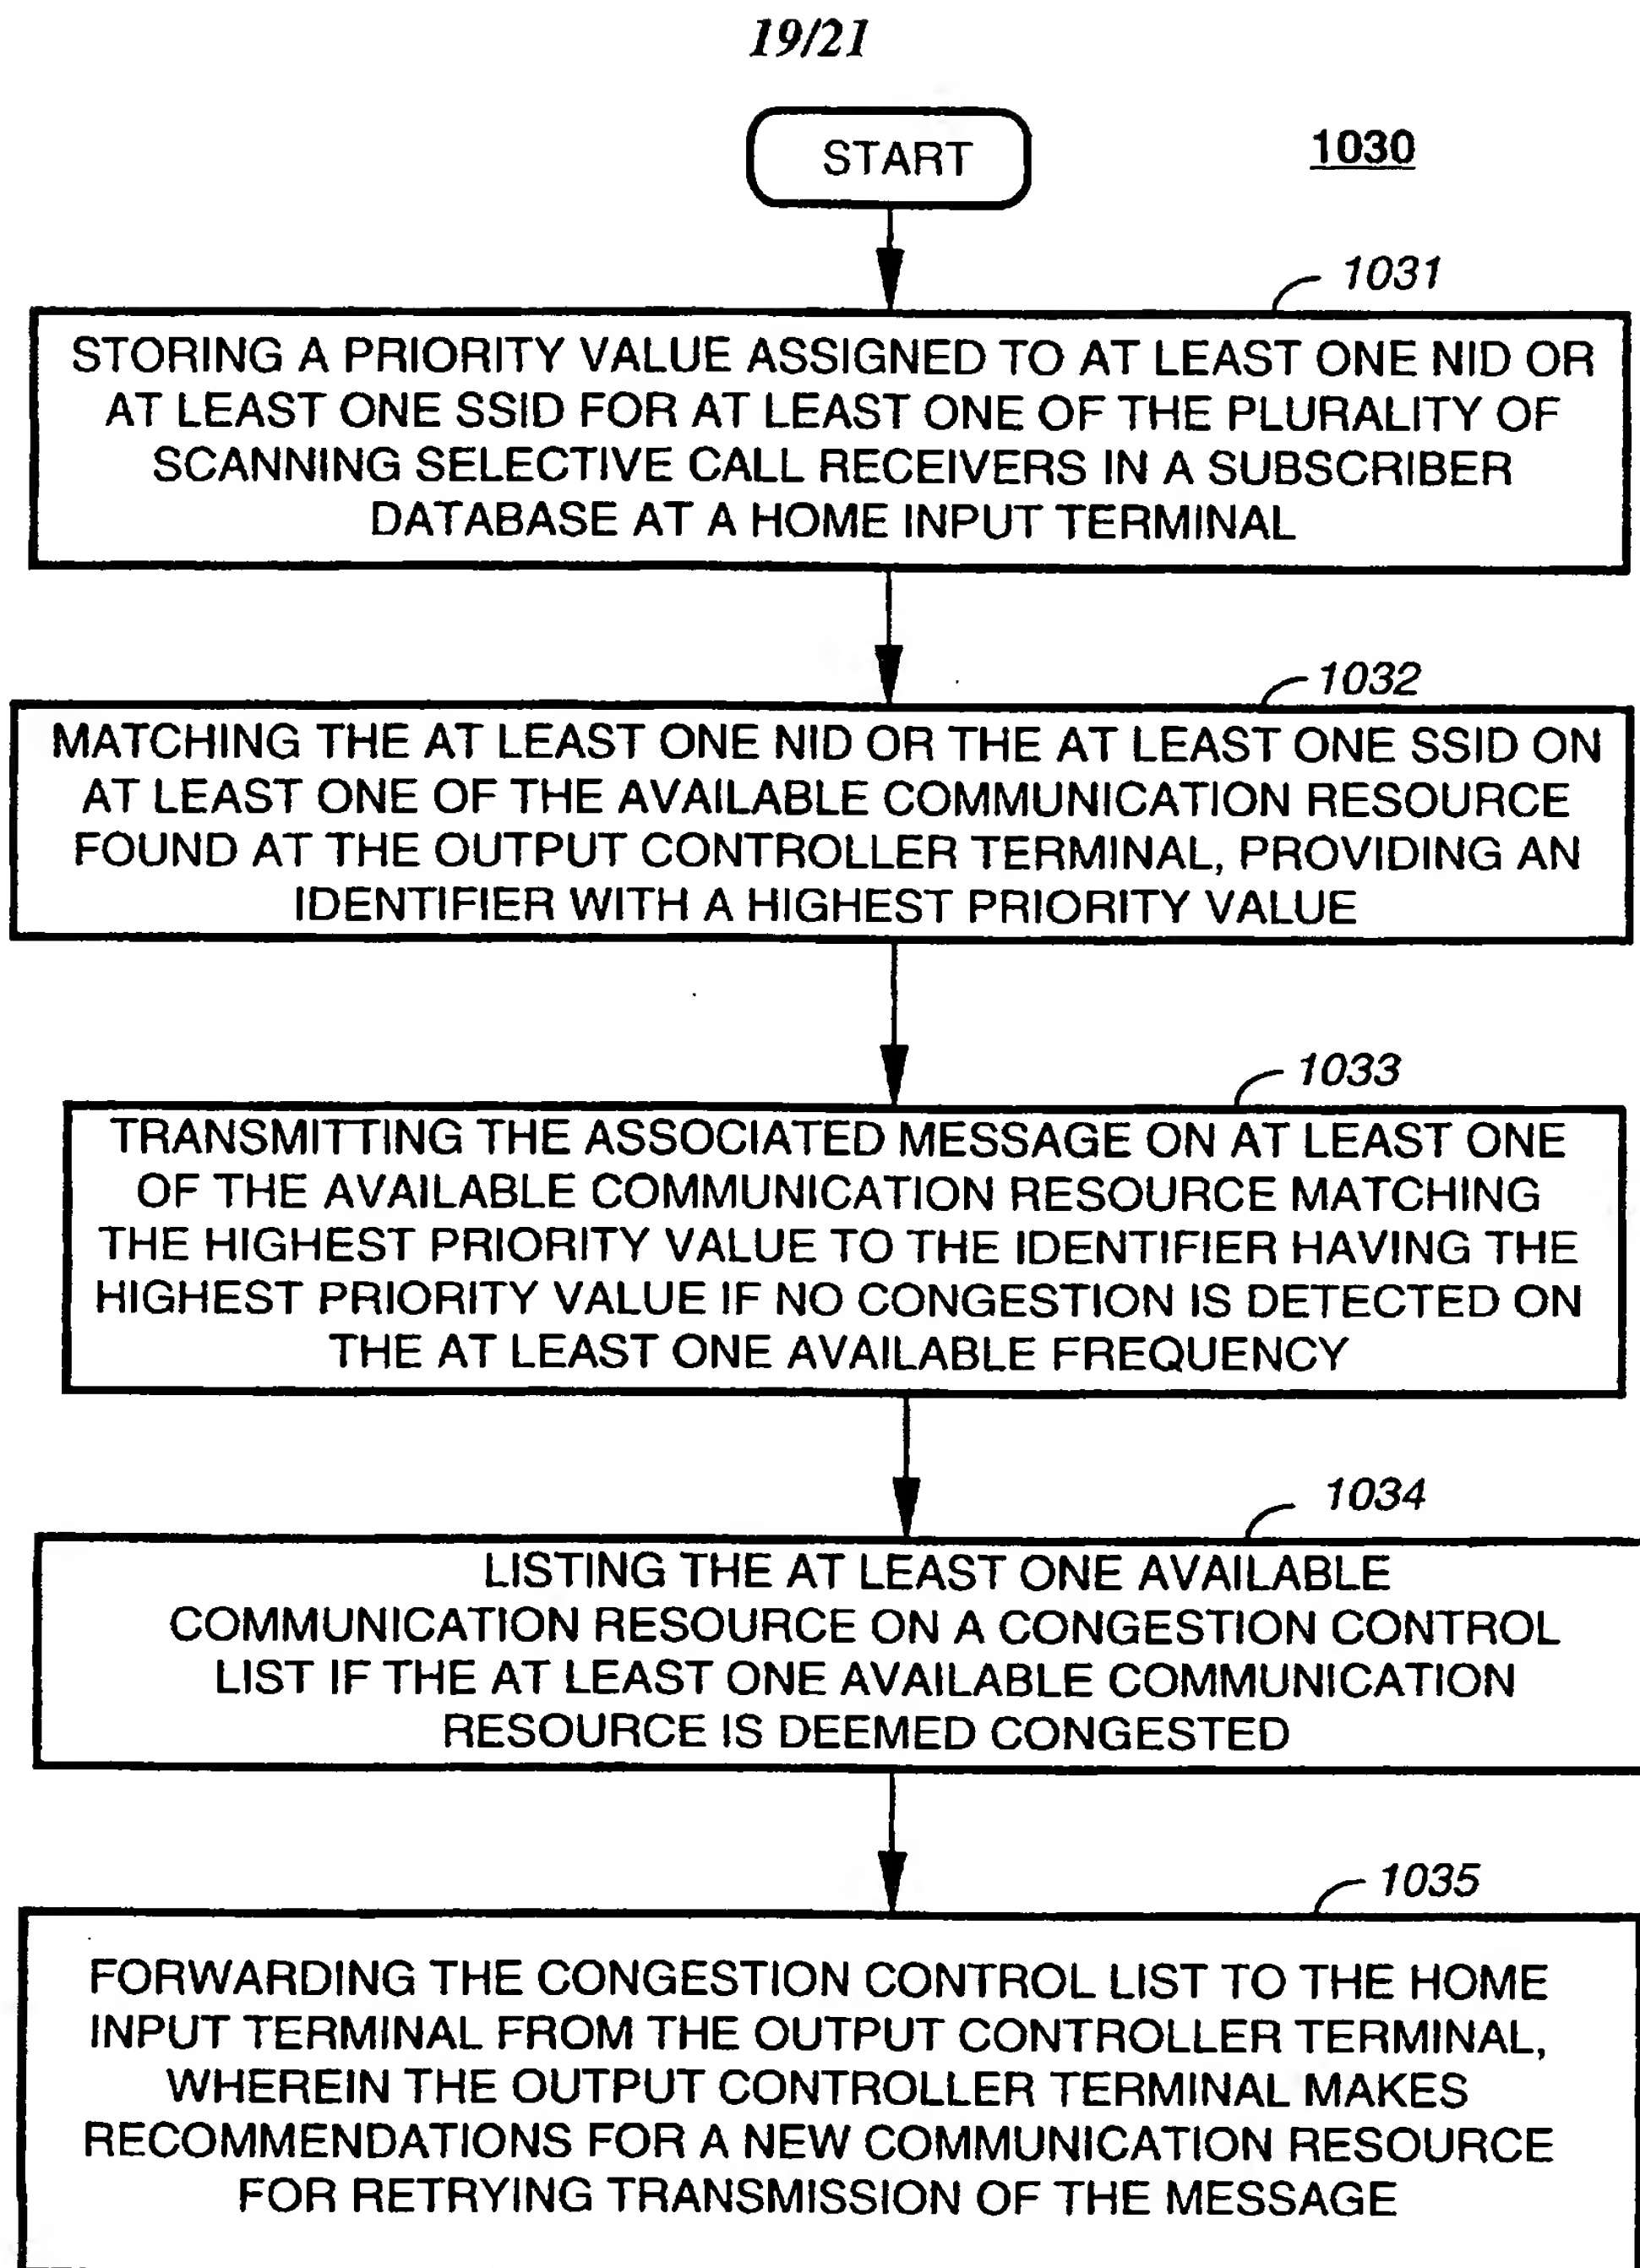 19/21
START
1030
1031
STORING A PRIORITY VALUE ASSIGNED TO AT LEAST ONE NID OR
AT LEAST ONE SSID FOR AT LEAST ONE OF THE PLURALITY OF
SCANNING SELECTIVE CALL RECEIVERS IN A SUBSCRIBER
DATABASE AT A HOME INPUT TERMINAL
1032
MATCHING THE AT LEAST ONE NID OR THE AT LEAST ONE SSID ON
AT LEAST ONE OF THE AVAILABLE COMMUNICATION RESOURCE
FOUND AT THE OUTPUT CONTROLLER TERMINAL, PROVIDING AN
IDENTIFIER WITH A HIGHEST PRIORITY VALUE
1033
TRANSMITTING THE ASSOCIATED MESSAGE ON AT LEAST ONE
OF THE AVAILABLE COMMUNICATION RESOURCE MATCHING
THE HIGHEST PRIORITY VALUE TO THE IDENTIFIER HAVING THE
HIGHEST PRIORITY VALUE IF NO CONGESTION IS DETECTED ON
THE AT LEAST ONE AVAILABLE FREQUENCY
1034
LISTING THE AT LEAST ONE AVAILABLE
COMMUNICATION RESOURCE ON A CONGESTION CONTROL
LIST IF THE AT LEAST ONE AVAILABLE COMMUNICATION
RESOURCE IS DEEMED CONGESTED
1035
FORWARDING THE CONGESTION CONTROL LIST TO THE HOME
INPUT TERMINAL FROM THE OUTPUT CONTROLLER TERMINAL,
WHEREIN THE OUTPUT CONTROLLER TERMINAL MAKES
RECOMMENDATIONS FOR A NEW COMMUNICATION RESOURCE
FOR RETRYING TRANSMISSION OF THE MESSAGE